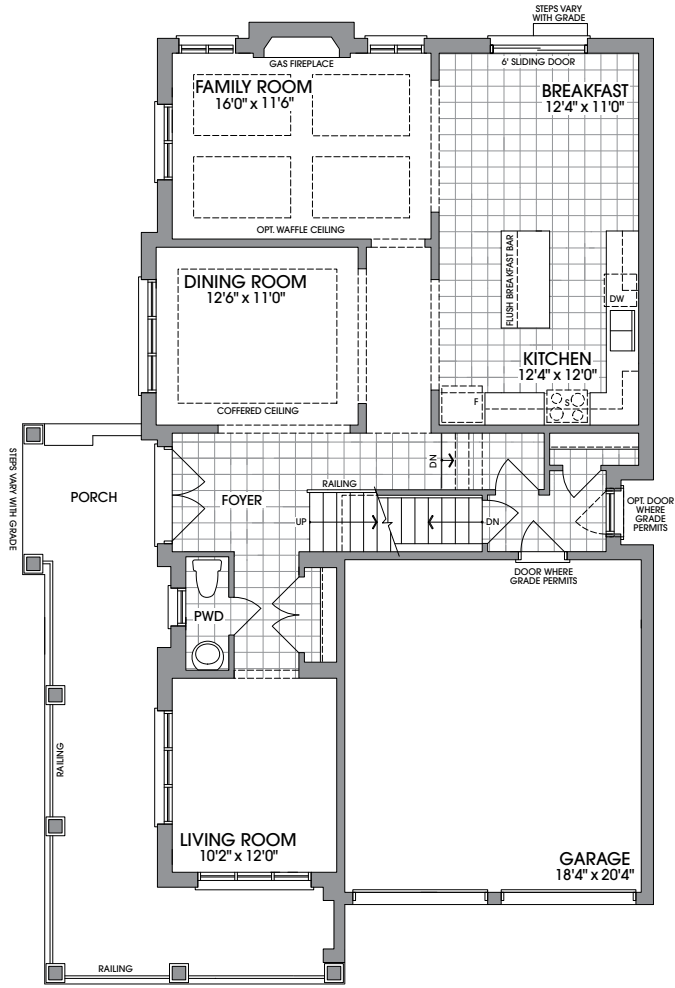 STEPS VARY
WITH GRADE
GAS FIREPLACE
6' SLIDING DOOR
FAMILY ROOM
16'0" x 11'6"
BREAKFAST
12'4" x 11'0"
OPT. WAFFLE CEILING
FLUSH BREAKFAST BAR
DINING ROOM
12'6" x 11'0"
DW
KITCHEN
12'4" x 12'0"
F
S
COFFERED CEILING
STEPS VARY WITH GRADE
PORCH
FOYER
RAILING
DN
UP
DN
OPT. DOOR
WHERE
GRADE
PERMITS
DOOR WHERE
GRADE PERMITS
PWD
RAILING
LIVING ROOM
10'2" x 12'0"
GARAGE
18'4" x 20'4"
RAILING